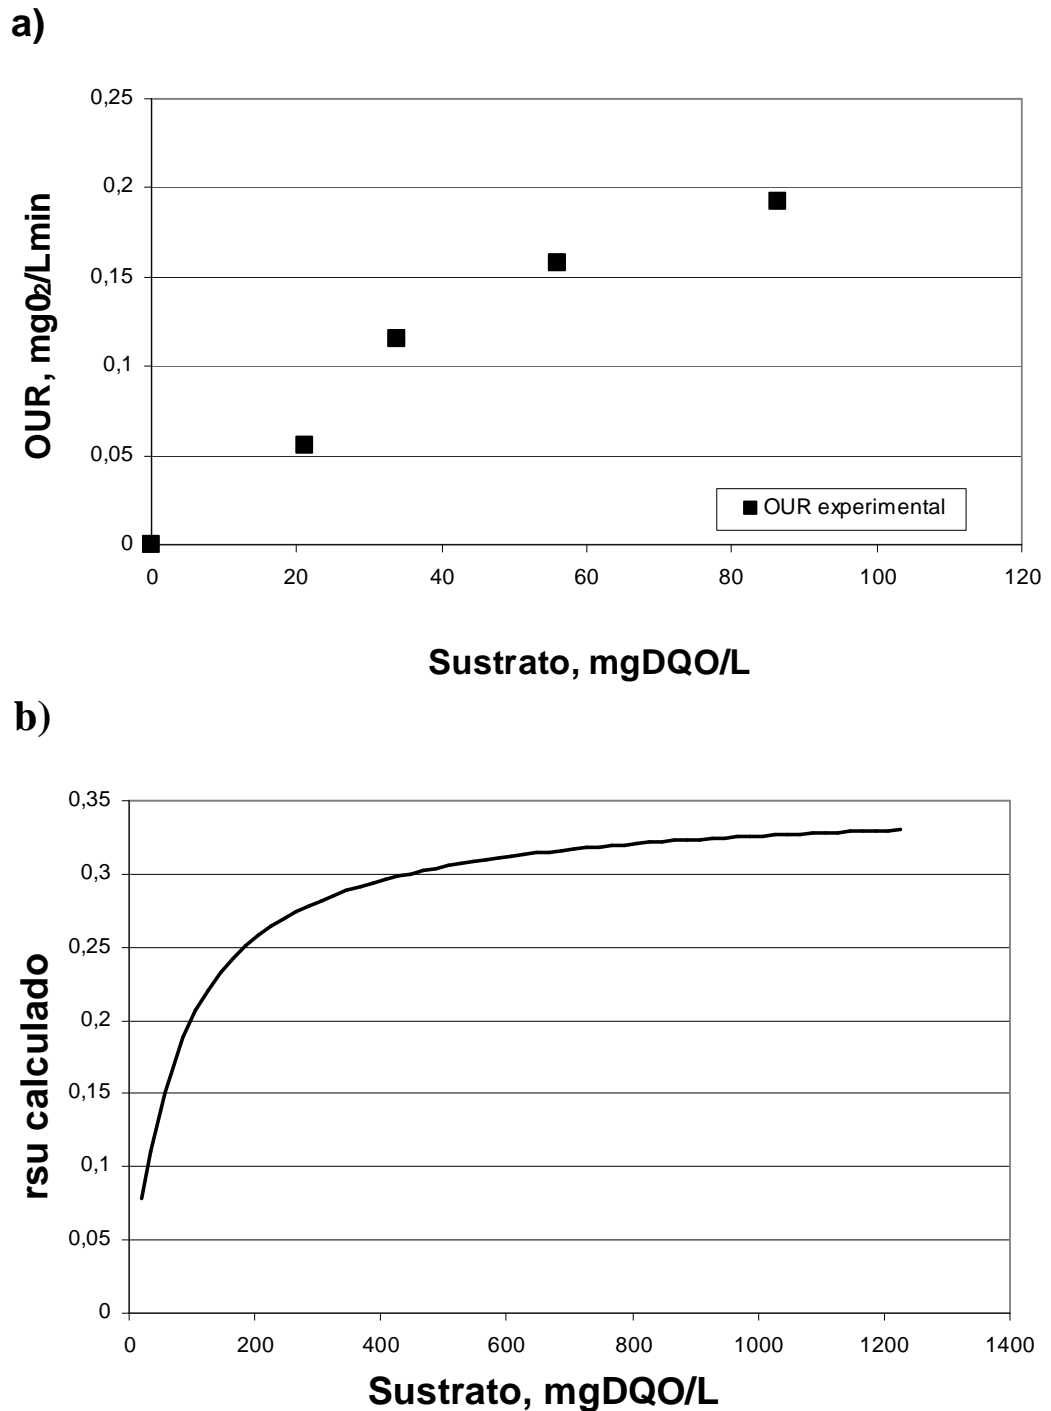 a)
0,25
0,2
0,15
0,1
0,05
0
OUR, mg02/Lmin
OUR experimental
0 20 40 60 80 100 120
Sustrato, mgDQO/L
b)
0,35
0,3
0,25
0,2
0,15
0,1
0,05
0
rsu calculado
0 200 400 600 800 1000 1200 1400
Sustrato, mgDQO/L